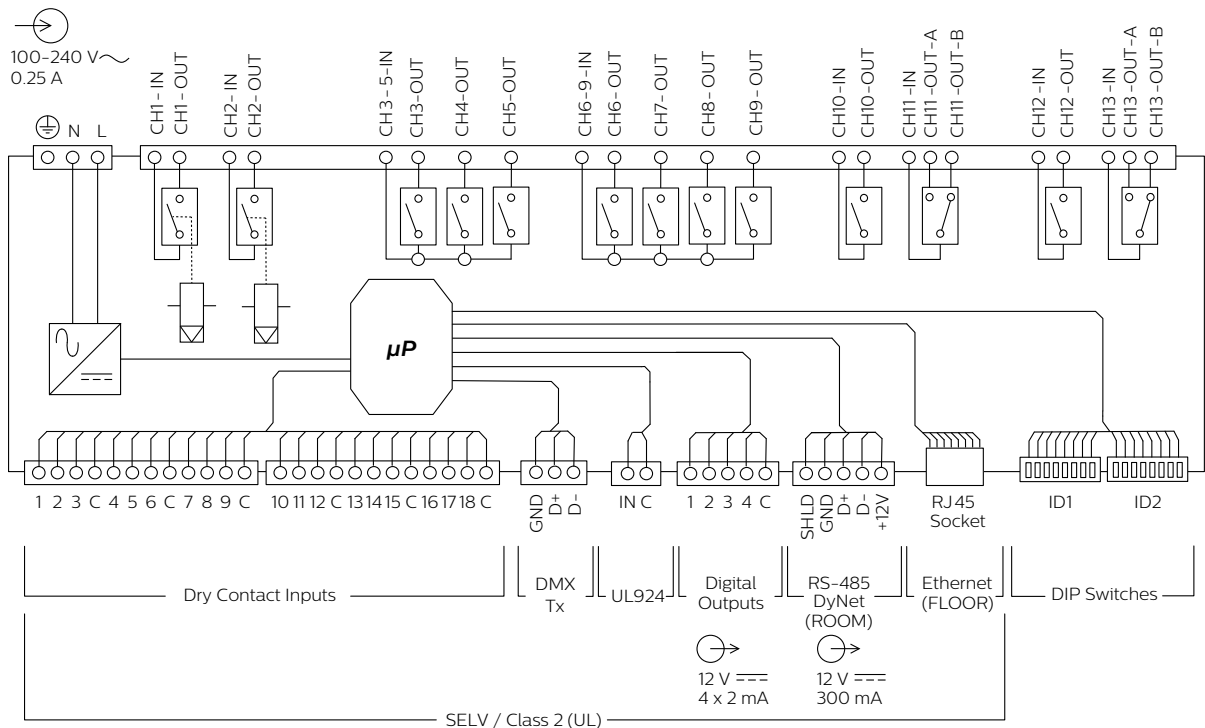 100-240 V
0.25 A
CH1-IN
CH1-OUT
CH2-IN
CH2-OUT
CH3-5-IN
CH3-OUT
CH4-OUT
CH5-OUT
CH6-9-IN
CH6-OUT
CH7-OUT
CH8-OUT
CH9-OUT
CH10-IN
CH10-OUT
CH11-IN
CH11-OUT-A
CH11-OUT-B
CH12-IN
CH12-OUT
CH13-IN
CH13-OUT-A
CH13-OUT-B
N L
µP
1 2 3 C 4 5 6 C 7 8 9 C
10 11 12 C 13 14 15 C 16 17 18 C
GND
D+
D-
IN C
1 2 3 4 C
SHLD
GND
D+
D-
+12V
RJ45
Socket
ID1
ID2
Dry Contact Inputs
DMX
Tx
UL924
Digital
Outputs
RS-485
DyNet
(ROOM)
Ethernet
(FLOOR)
DIP Switches
12 V
4 x 2 mA
12 V
300 mA
SELV / Class 2 (UL)